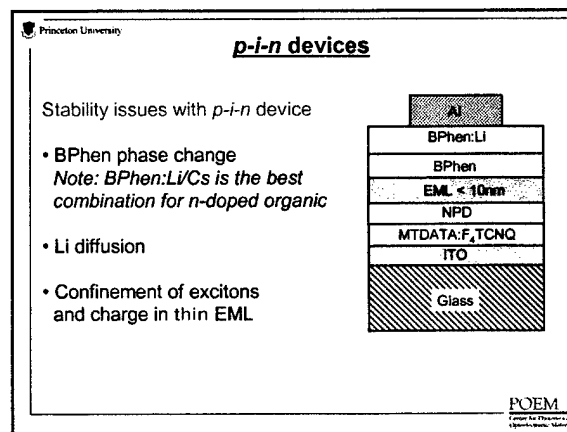 Princeton University
p-i-n devices
Stability issues with p-i-n device
• BPhen phase change
Note: BPhen:Li/Cs is the best
combination for n-doped organic
• Li diffusion
• Confinement of excitons
and charge in thin EML
Al
BPhen:Li
BPhen
EML < 10nm
NPD
MTDATA:F₄TCNQ
ITO
Glass
POEM